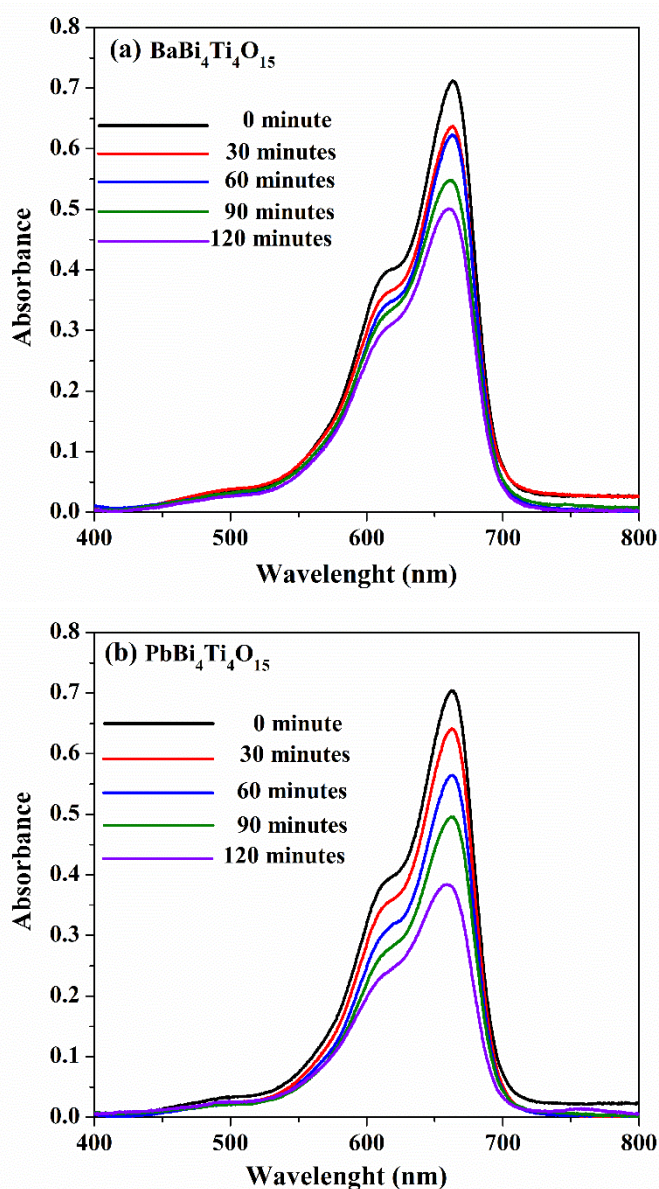 (a) BaBi₄Ti₄O₁₅
0 minute
30 minutes
60 minutes
90 minutes
120 minutes
0.8
0.7
0.6
0.5
0.4
0.3
0.2
0.1
0.0
Absorbance
400 500 600 700 800
Wavelenght (nm)
(b) PbBi₄Ti₄O₁₅
0 minute
30 minutes
60 minutes
90 minutes
120 minutes
0.8
0.7
0.6
0.5
0.4
0.3
0.2
0.1
0.0
Absorbance
400 500 600 700 800
Wavelenght (nm)